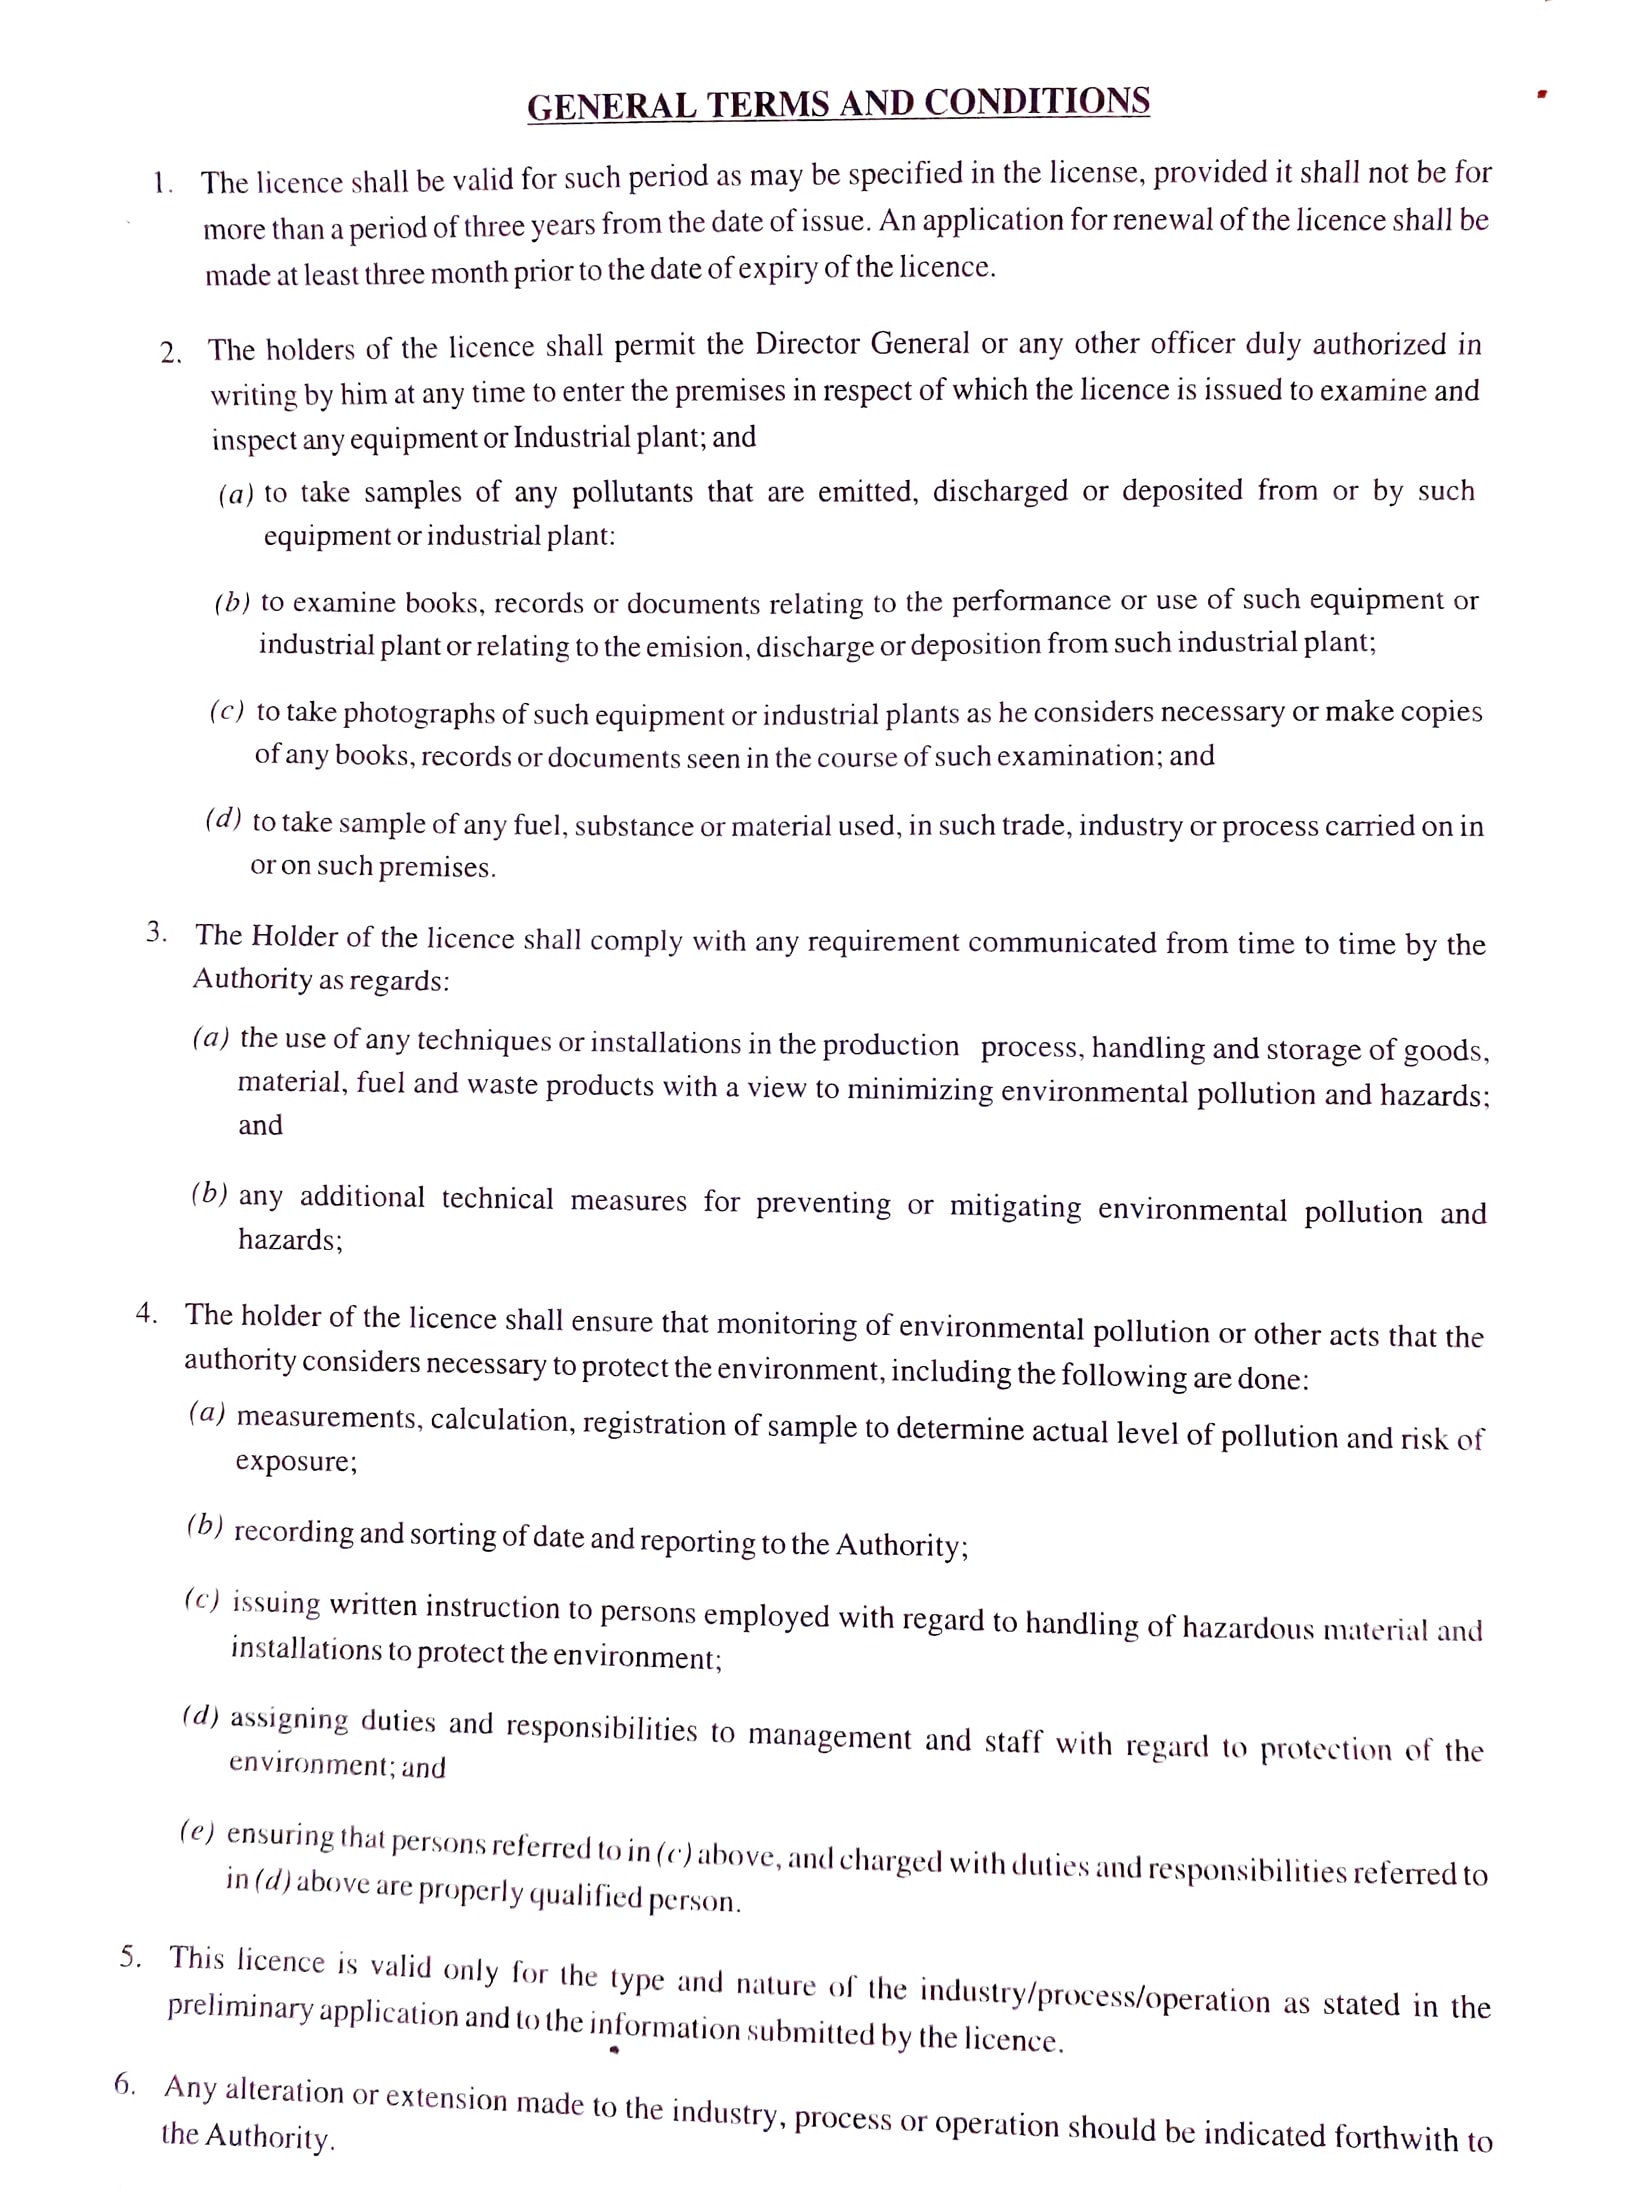 GENERAL TERMS AND CONDITIONS
1. The licence shall be valid for such period as may be specified in the license, provided it shall not be for
more than a period of three years from the date of issue. An application for renewal of the licence shall be
made at least three month prior to the date of expiry of the licence.
2. The holders of the licence shall permit the Director General or any other officer duly authorized in
writing by him at any time to enter the premises in respect of which the licence is issued to examine and
inspect any equipment or Industrial plant; and
(a) to take samples of any pollutants that are emitted, discharged or deposited from or by such
equipment or industrial plant:
(b) to examine books, records or documents relating to the performance or use of such equipment or
industrial plant or relating to the emision, discharge or deposition from such industrial plant;
(c) to take photographs of such equipment or industrial plants as he considers necessary or make copies
of any books, records or documents seen in the course of such examination; and
(d) to take sample of any fuel, substance or material used, in such trade, industry or process carried on in
or on such premises.
3. The Holder of the licence shall comply with any requirement communicated from time to time by the
Authority as regards:
(a) the use of any techniques or installations in the production process, handling and storage of goods,
material, fuel and waste products with a view to minimizing environmental pollution and hazards;
and
(b) any additional technical measures for preventing or mitigating environmental pollution and
hazards;
4. The holder of the licence shall ensure that monitoring of environmental pollution or other acts that the
authority considers necessary to protect the environment, including the following are done:
(a) measurements, calculation, registration of sample to determine actual level of pollution and risk of
exposure;
(b) recording and sorting of date and reporting to the Authority;
(c) issuing written instruction to persons employed with regard to handling of hazardous material and
installations to protect the environment;
(d) assigning duties and responsibilities to management and staff with regard to protection of the
environment; and
(e) ensuring that persons referred to in (c) above, and charged with duties and responsibilities referred to
in (d) above are properly qualified person.
5. This licence is valid only for the type and nature of the industry/process/operation as stated in the
preliminary application and to the information submitted by the licence.
6. Any alteration or extension made to the industry, process or operation should be indicated forthwith to
the Authority.